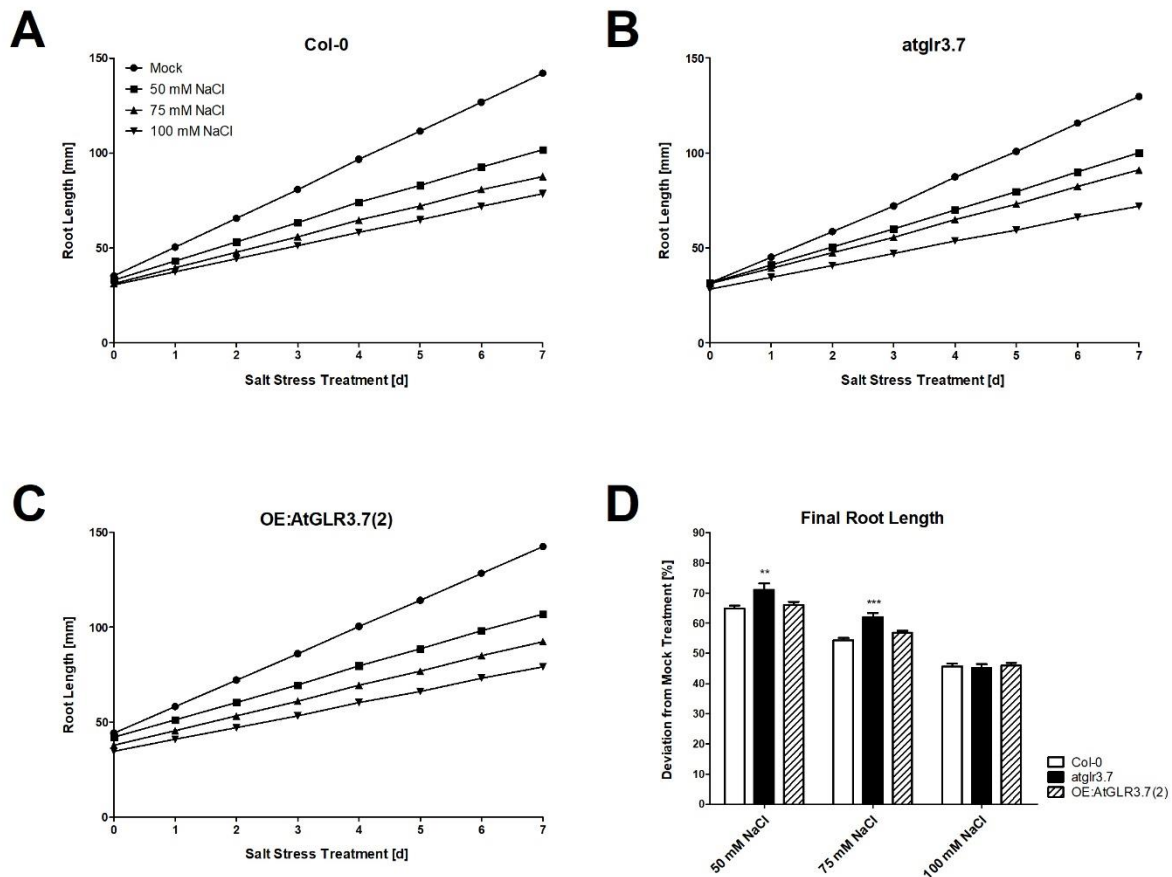 A
Col-0
Root Length [mm]
150
100
50
0
Mock
50 mM NaCl
75 mM NaCl
100 mM NaCl
0 1 2 3 4 5 6 7
Salt Stress Treatment [d]
B
atglr3.7
Root Length [mm]
150
100
50
0
0 1 2 3 4 5 6 7
Salt Stress Treatment [d]
C
OE:AtGLR3.7(2)
Root Length [mm]
150
100
50
0
0 1 2 3 4 5 6 7
Salt Stress Treatment [d]
D
Final Root Length
Deviation from Mock Treatment [%]
90
80
70
60
50
40
30
20
10
0
**
***
50 mM NaCl
75 mM NaCl
100 mM NaCl
Col-0
atglr3.7
OE:AtGLR3.7(2)